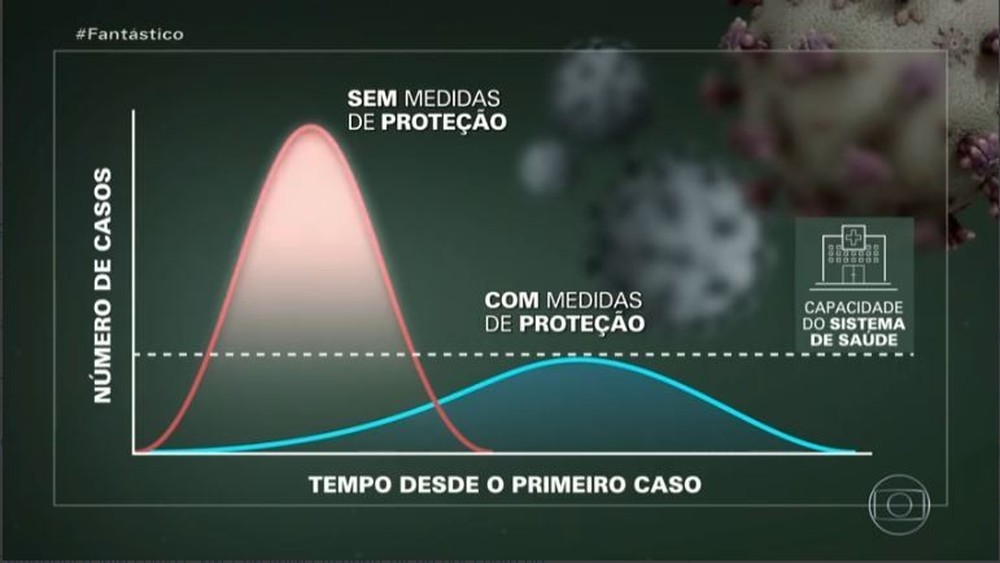 #Fantástico
SEM MEDIDAS
DE PROTEÇÃO
NÚMERO DE CASOS
COM MEDIDAS
DE PROTEÇÃO
CAPACIDADE
DO SISTEMA
DE SAÚDE
TEMPO DESDE O PRIMEIRO CASO